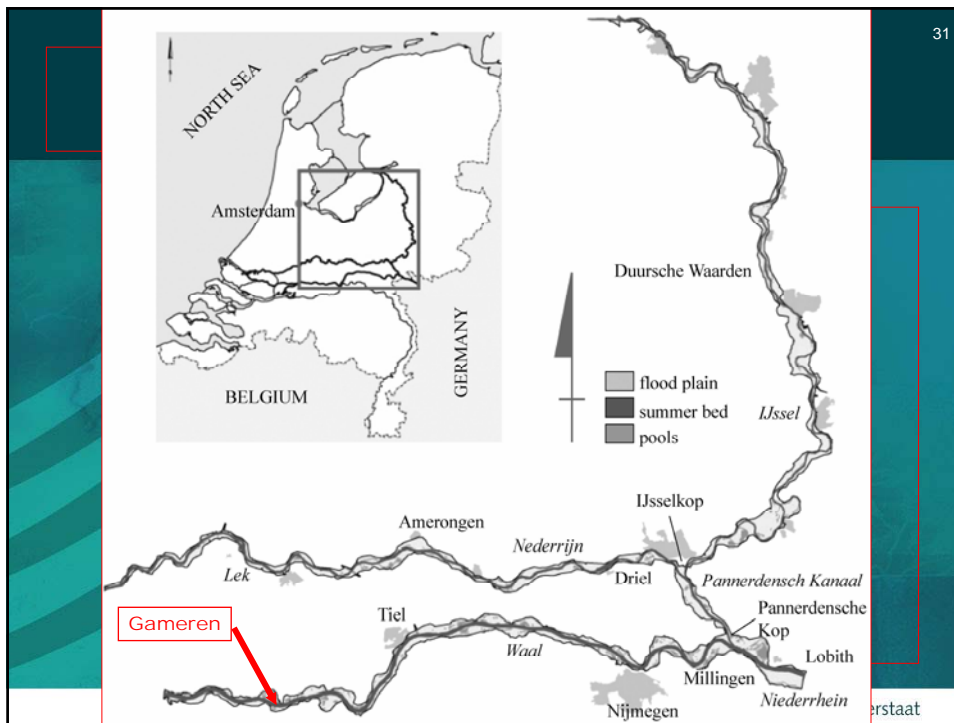 31
NORTH SEA
Amsterdam
GERMANY
BELGIUM
Duursche Waarden
flood plain
summer bed
pools
IJssel
IJsselkop
Amerongen
Nederrijn
Lek
Driel
Pannerdensch Kanaal
Gameren
Tiel
Waal
Pannerdensche
Kop
Lobith
Millingen
Niederrhein
Nijmegen
erstaat